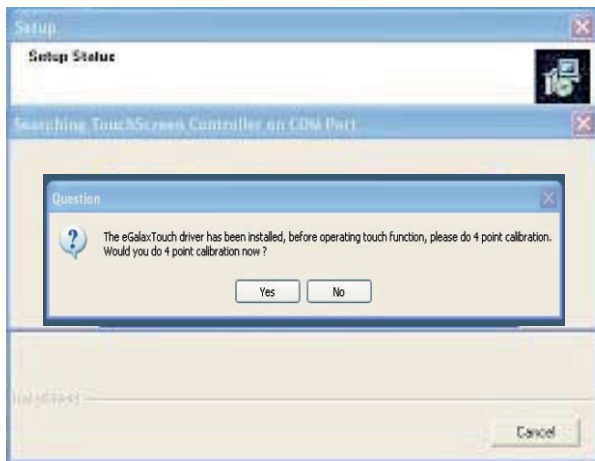 Setup
Setup Status
Searching TouchScreen Controller on COM Port
Question
The eGalaxTouch driver has been installed, before operating touch function, please do 4 point calibration.
Would you do 4 point calibration now ?
Yes
No
Cancel